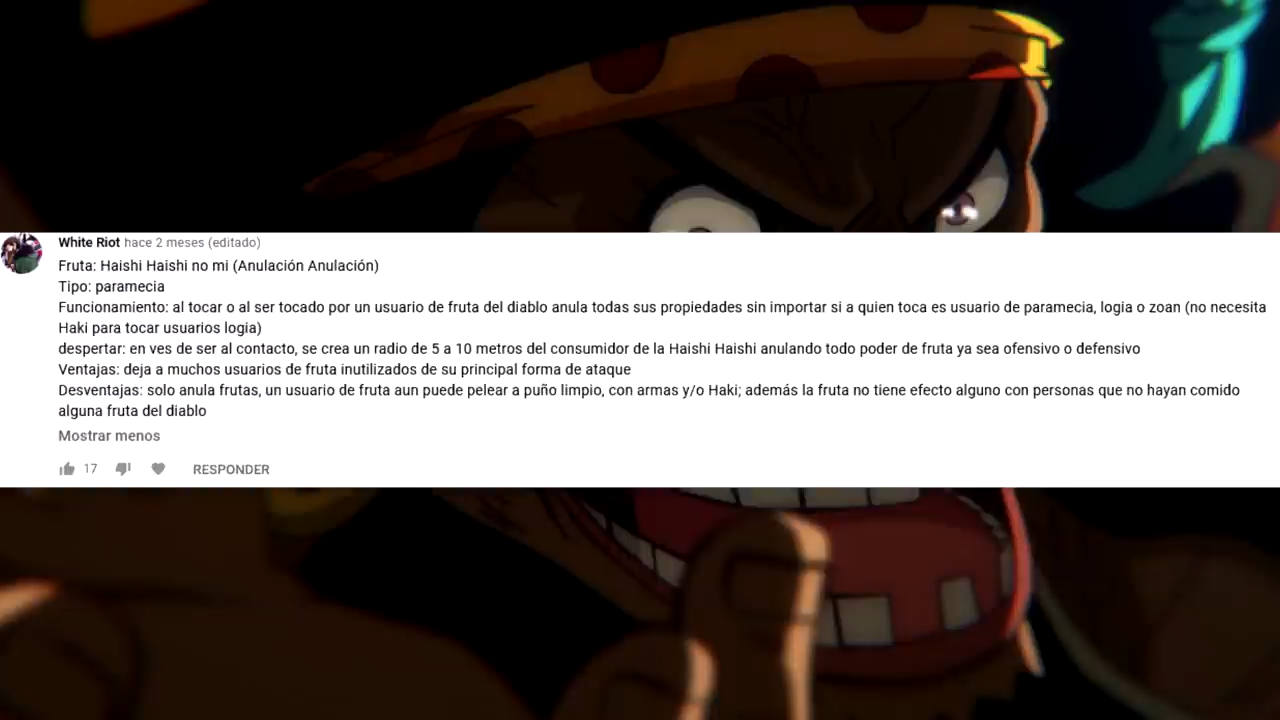 White Riot hace 2 meses (editado)
Fruta: Haishi Haishi no mi (Anulación Anulación)
Tipo: paramecia
Funcionamiento: al tocar o al ser tocado por un usuario de fruta del diablo anula todas sus propiedades sin importar si a quien toca es usuario de paramecia, logia o zoan (no necesita
Haki para tocar usuarios logia)
despertar: en ves de ser al contacto, se crea un radio de 5 a 10 metros del consumidor de la Haishi Haishi anulando todo poder de fruta ya sea ofensivo o defensivo
Ventajas: deja a muchos usuarios de fruta inutilizados de su principal forma de ataque
Desventajas: solo anula frutas, un usuario de fruta aun puede pelear a puño limpio, con armas y/o Haki; además la fruta no tiene efecto alguno con personas que no hayan comido
alguna fruta del diablo
Mostrar menos
17 RESPONDER